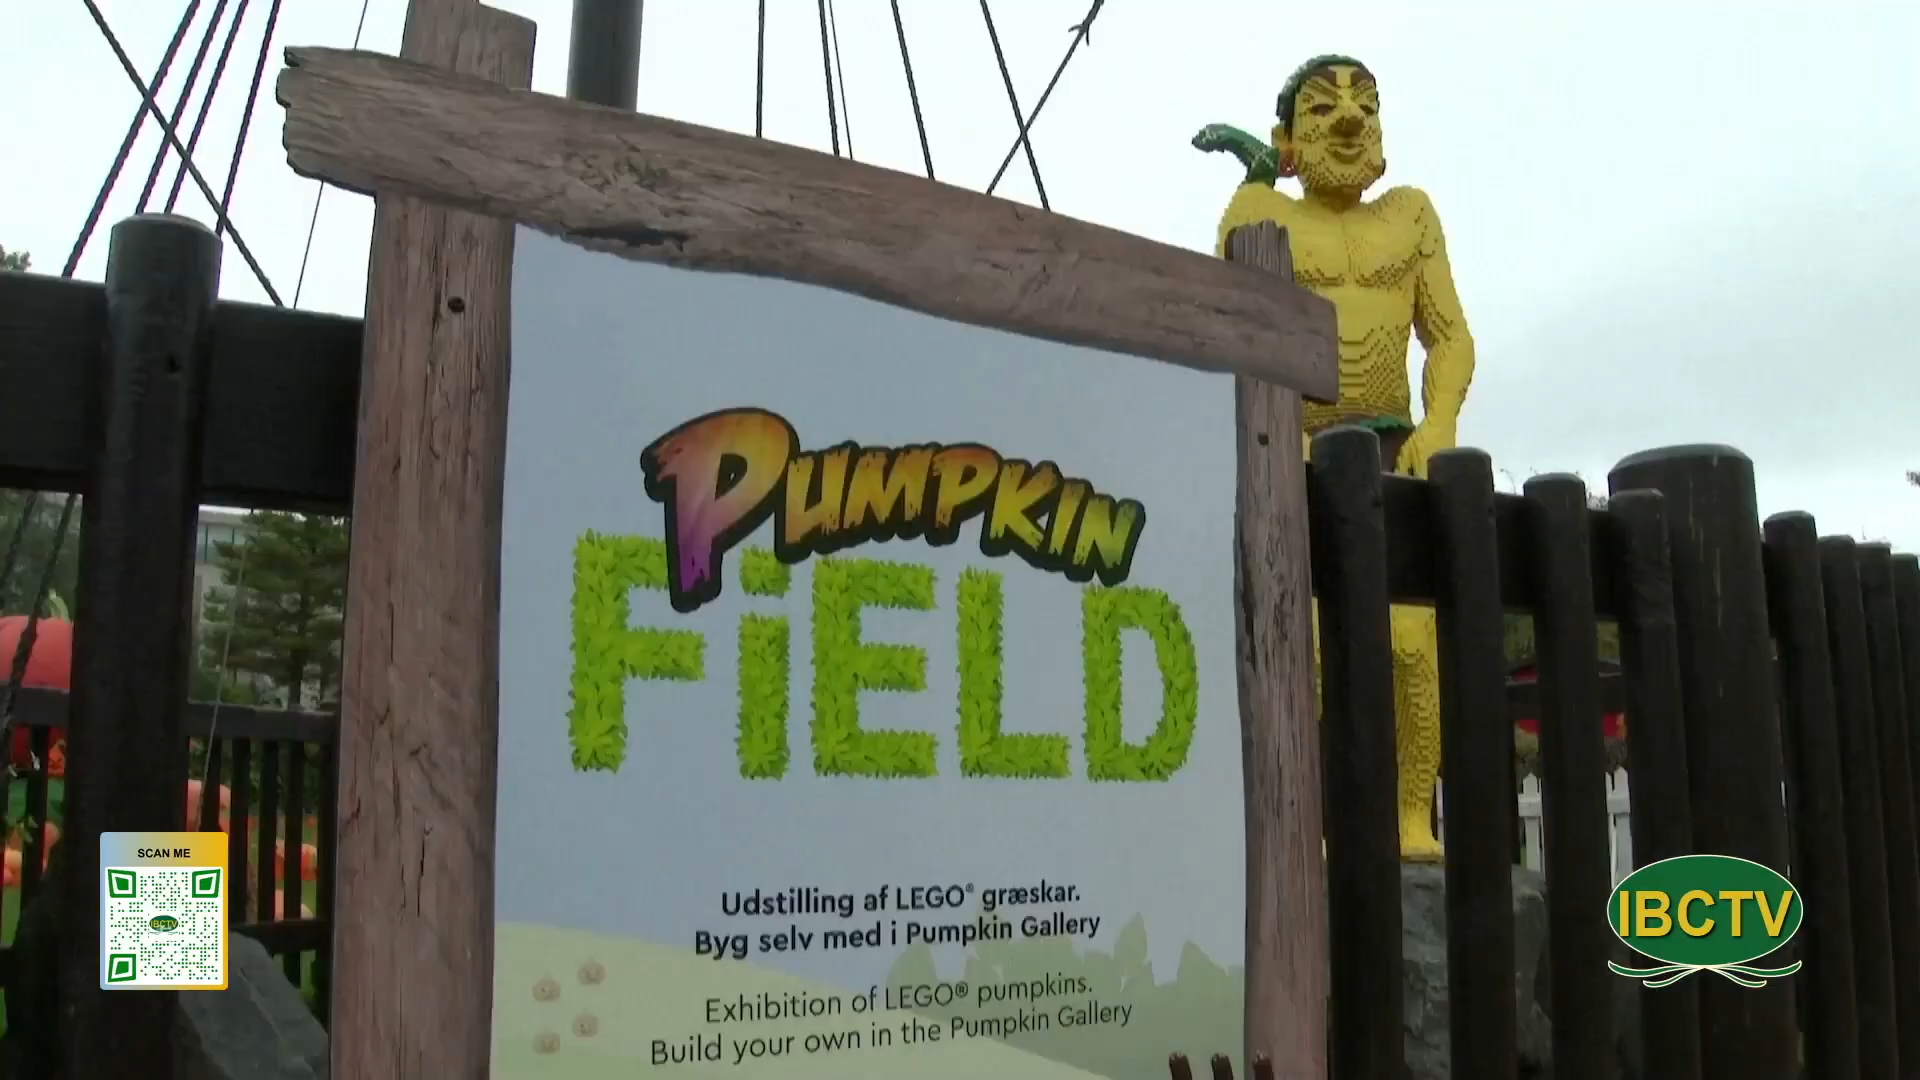 PUMPKIN
FiELD
Udstilling af LEGO® græskar.
Byg selv med i Pumpkin Gallery
Exhibition of LEGO® pumpkins.
Build your own in the Pumpkin Gallery
SCAN ME
IBCTV
IBCTV